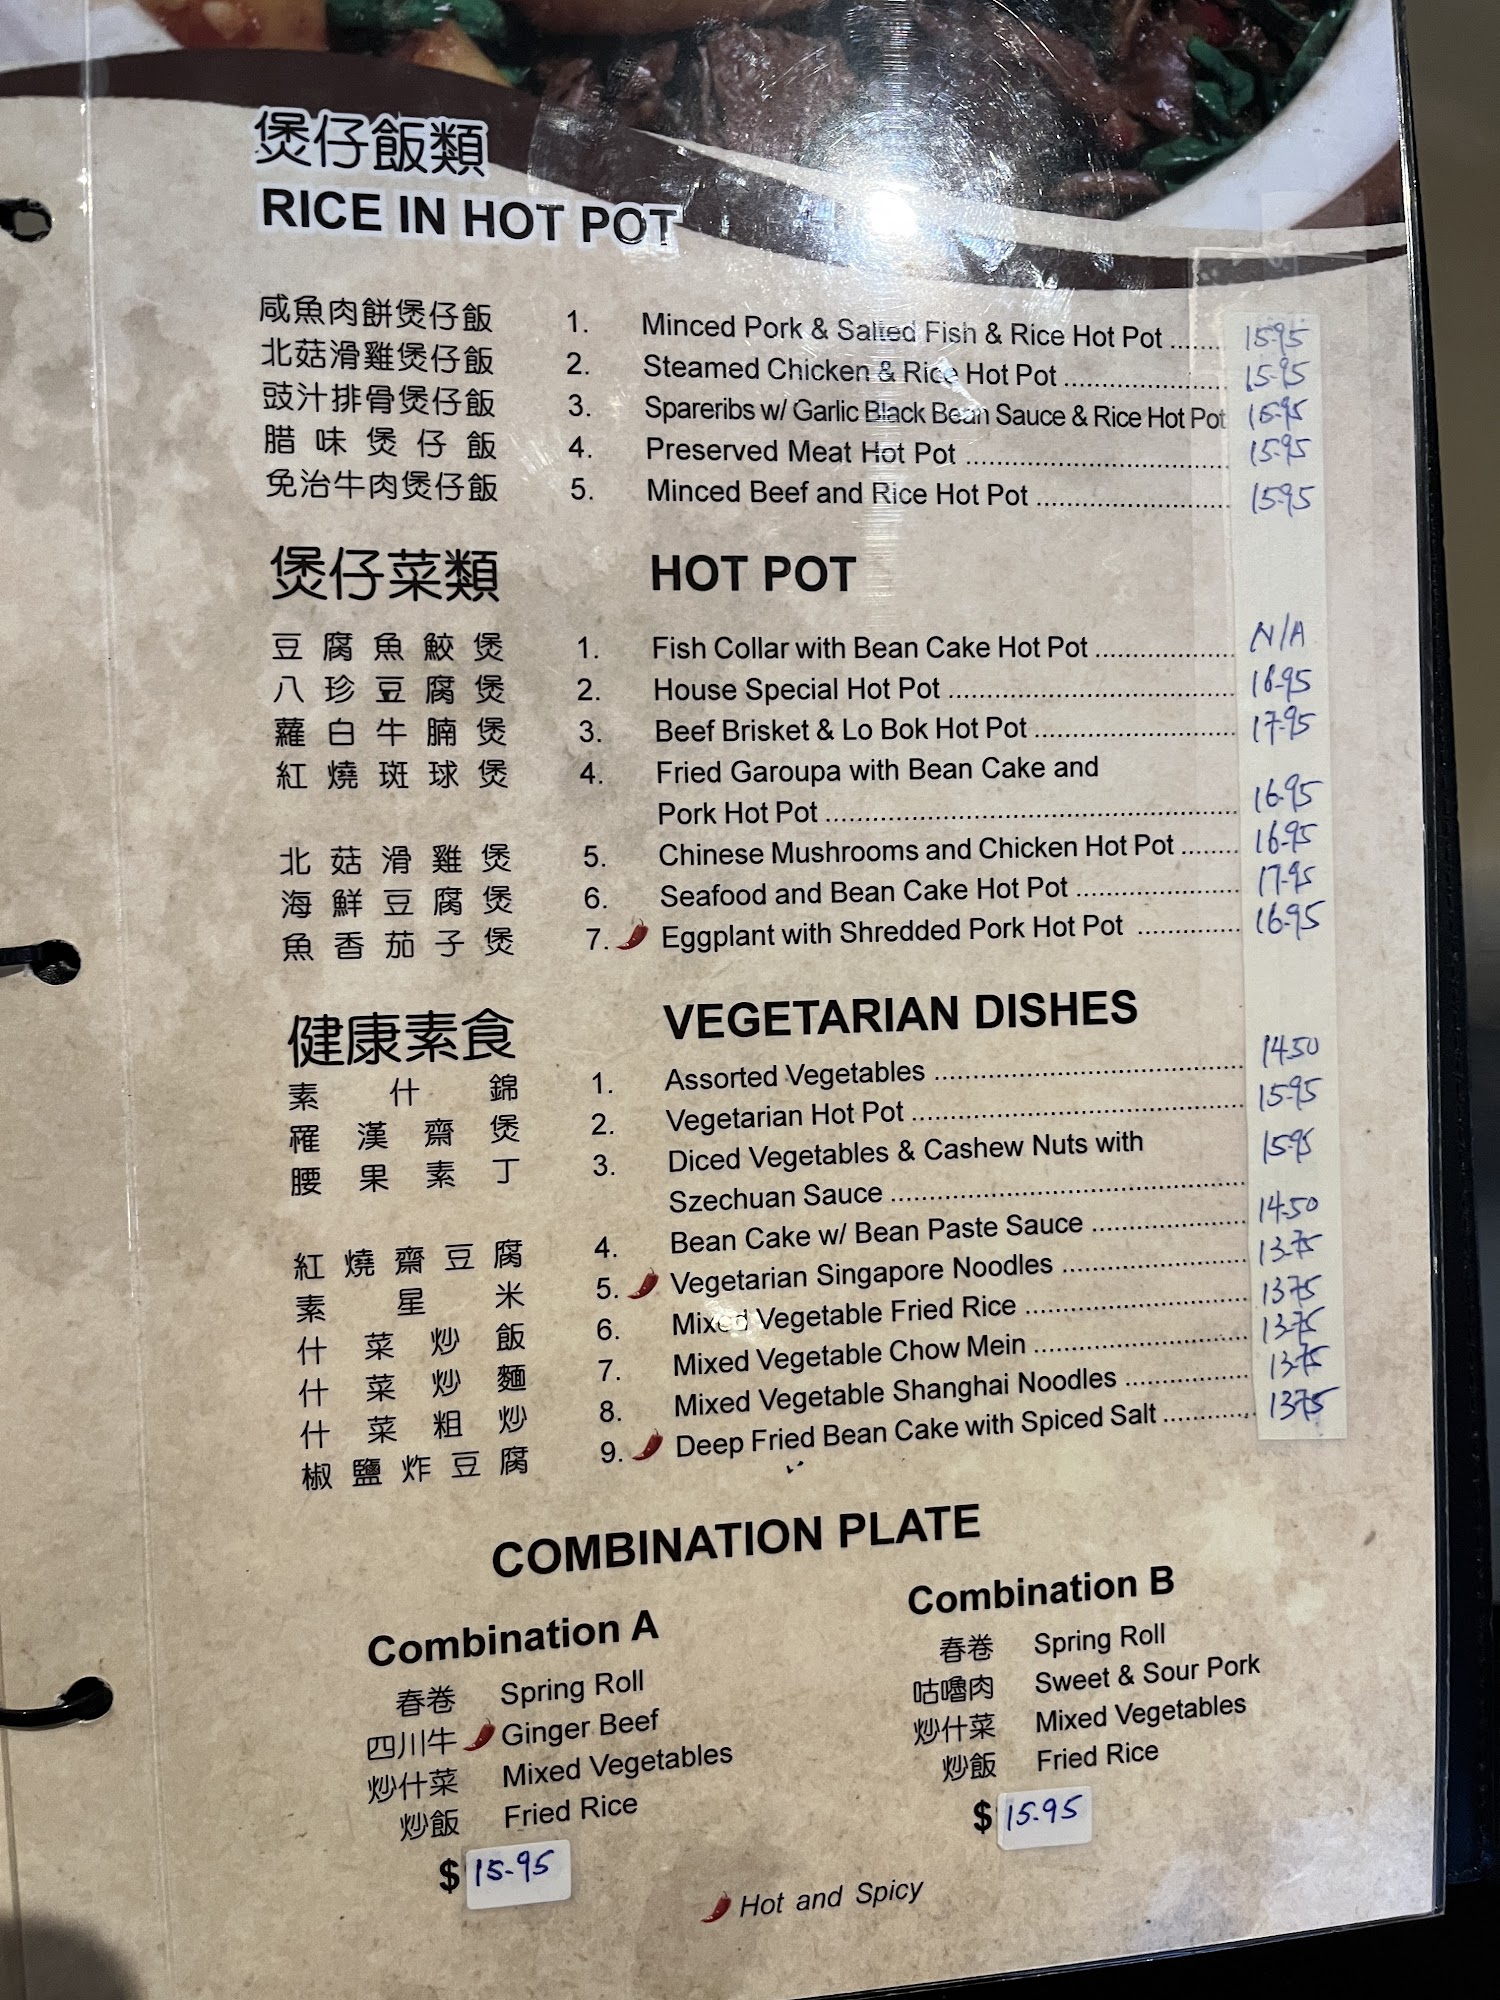 煲仔飯類
RICE IN HOT POT
咸魚肉餅煲仔飯 1. Minced Pork & Salted Fish & Rice Hot Pot ....... 15.95
北菇滑雞煲仔飯 2. Steamed Chicken & Rice Hot Pot ..................... 15.95
豉汁排骨煲仔飯 3. Spareribs w/ Garlic Black Bean Sauce & Rice Hot Pot 15.95
腊味煲仔飯 4. Preserved Meat Hot Pot .................................. 15.95
免治牛肉煲仔飯 5. Minced Beef and Rice Hot Pot ......................... 15.95
煲仔菜類 HOT POT
豆腐魚鮫煲 1. Fish Collar with Bean Cake Hot Pot .................. N/A
八珍豆腐煲 2. House Special Hot Pot ..................................... 18.95
蘿白牛腩煲 3. Beef Brisket & Lo Bok Hot Pot .......................... 17.95
紅燒斑球煲 4. Fried Garoupa with Bean Cake and
Pork Hot Pot ..................................................... 16.95
北菇滑雞煲 5. Chinese Mushrooms and Chicken Hot Pot ........ 16.95
海鮮豆腐煲 6. Seafood and Bean Cake Hot Pot ..................... 17.95
魚香茄子煲 7. Eggplant with Shredded Pork Hot Pot ............. 16.95
健康素食 VEGETARIAN DISHES
素什錦 1. Assorted Vegetables ........................................ 14.50
羅漢齋煲 2. Vegetarian Hot Pot ........................................... 15.95
腰果素丁 3. Diced Vegetables & Cashew Nuts with 15.95
Szechuan Sauce ..............................................
紅燒齋豆腐 4. Bean Cake w/ Bean Paste Sauce .................... 14.50
素星米 5. Vegetarian Singapore Noodles ........................ 13.75
什菜炒飯 6. Mixed Vegetable Fried Rice ............................. 13.75
什菜炒麵 7. Mixed Vegetable Chow Mein ............................ 13.75
什菜粗炒 8. Mixed Vegetable Shanghai Noodles ................ 13.75
椒鹽炸豆腐 9. Deep Fried Bean Cake with Spiced Salt ............ 13.75
COMBINATION PLATE
Combination A
春卷 Spring Roll
四川牛 Ginger Beef
炒什菜 Mixed Vegetables
炒飯 Fried Rice
$ 15.95
Combination B
春卷 Spring Roll
咕嚕肉 Sweet & Sour Pork
炒什菜 Mixed Vegetables
炒飯 Fried Rice
$ 15.95
Hot and Spicy